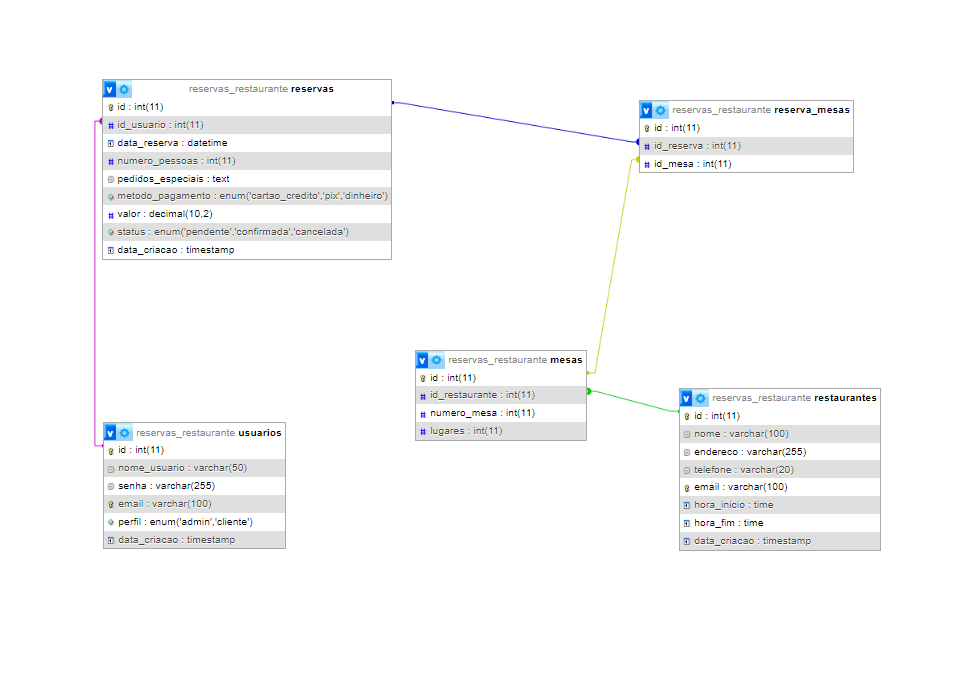 v reservas_restaurante reservas
id : int(11)
# id_usuario : int(11)
data_reserva : datetime
# numero_pessoas : int(11)
pedidos_especiais : text
metodo_pagamento : enum('cartao_credito','pix','dinheiro')
# valor : decimal(10,2)
status : enum('pendente','confirmada','cancelada')
data_criacao : timestamp
v reservas_restaurante reserva_mesas
id : int(11)
# id_reserva : int(11)
# id_mesa : int(11)
v reservas_restaurante mesas
id : int(11)
# id_restaurante : int(11)
# numero_mesa : int(11)
# lugares : int(11)
v reservas_restaurante restaurantes
id : int(11)
nome : varchar(100)
endereco : varchar(255)
telefone : varchar(20)
email : varchar(100)
hora_inicio : time
hora_fim : time
data_criacao : timestamp
v reservas_restaurante usuarios
id : int(11)
nome_usuario : varchar(50)
senha : varchar(255)
email : varchar(100)
perfil : enum('admin','cliente')
data_criacao : timestamp